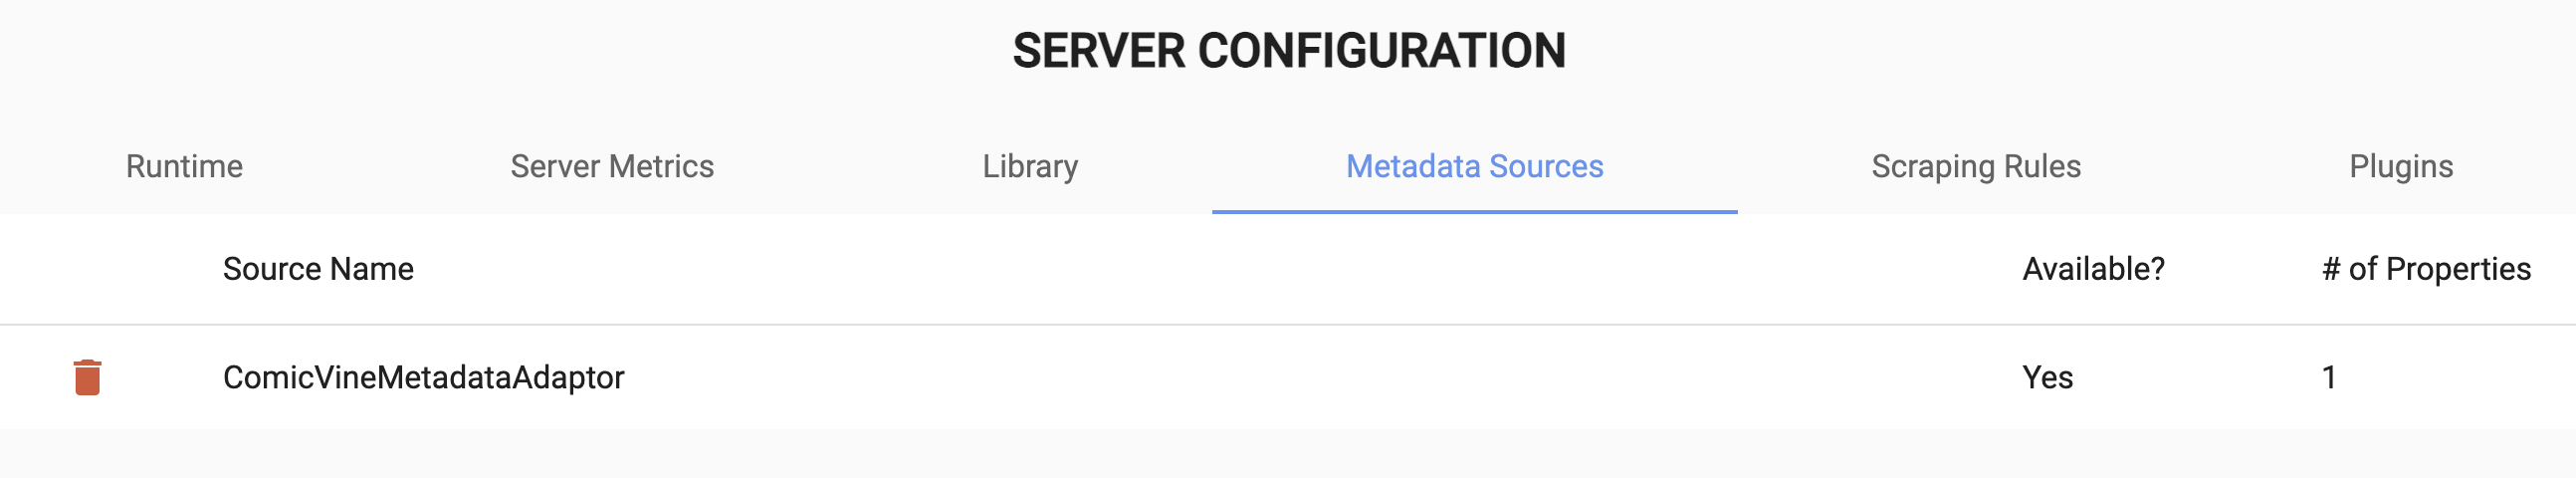 SERVER CONFIGURATION
Runtime Server Metrics Library Metadata Sources Scraping Rules Plugins
Source Name Available? # of Properties
ComicVineMetadataAdaptor Yes 1